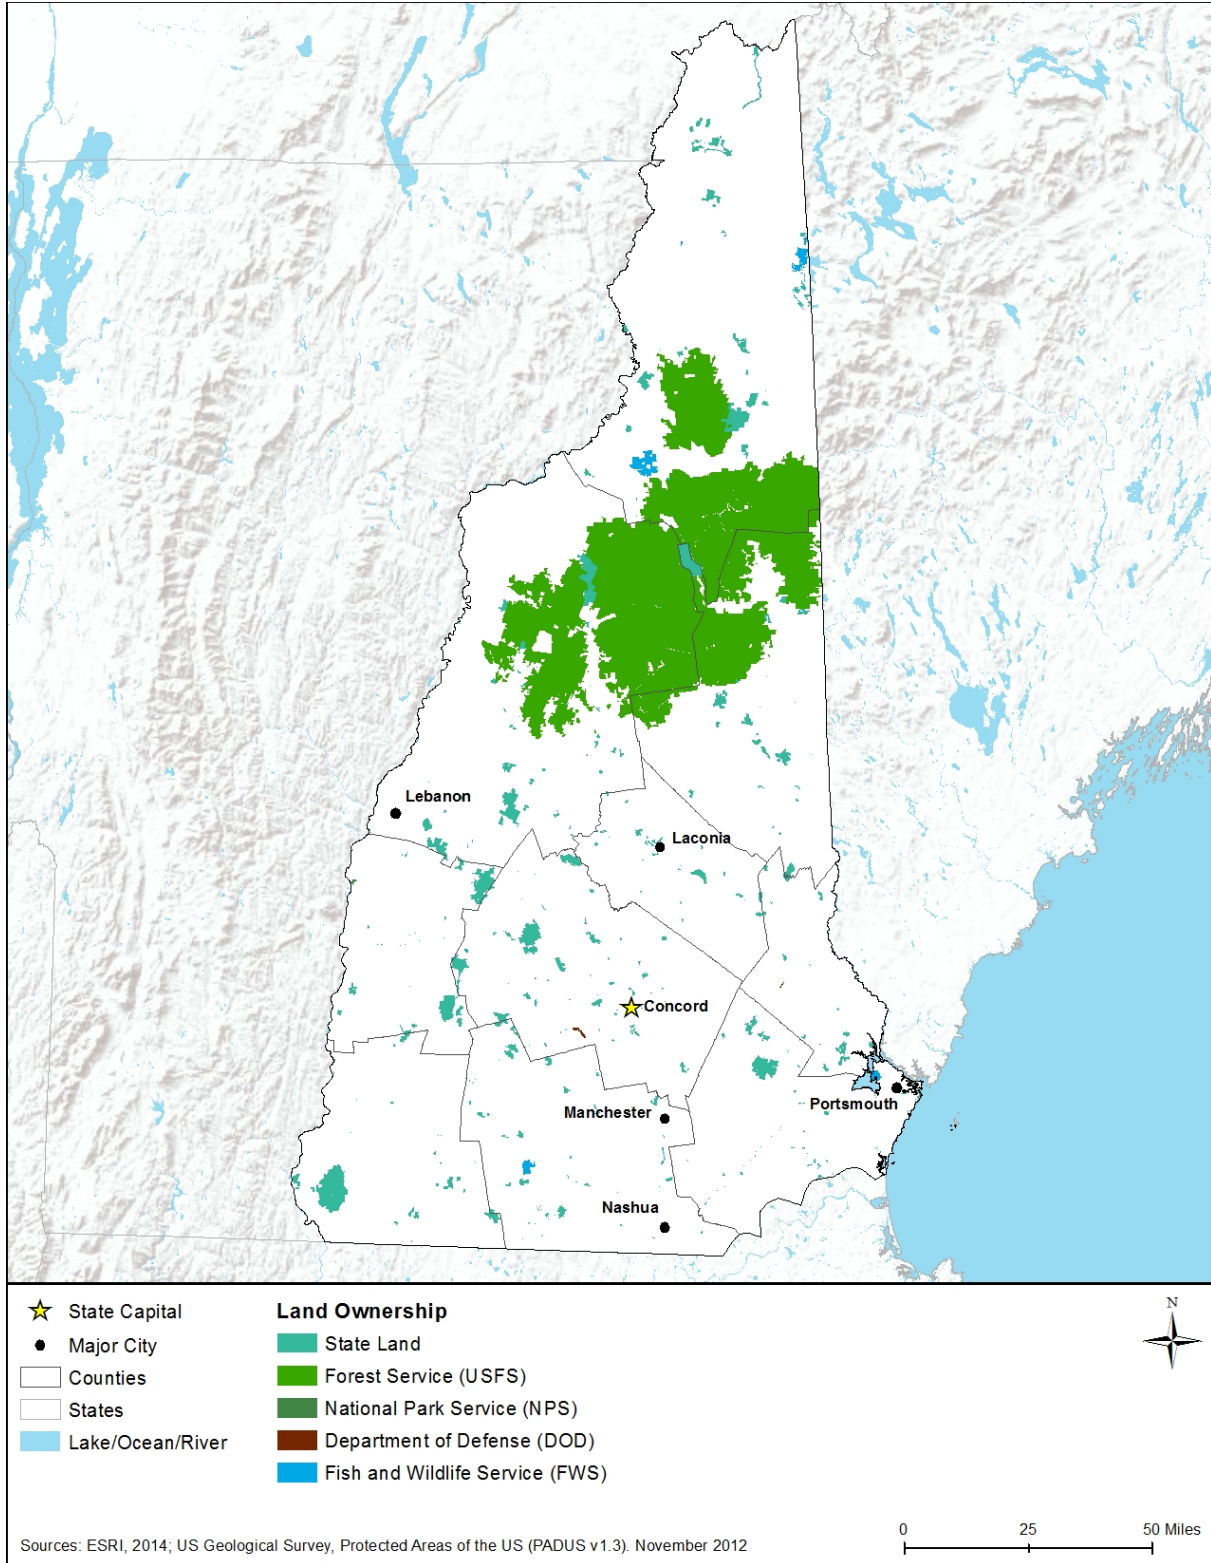 Lebanon
Laconia
Concord
Portsmouth
Manchester
Nashua
State Capital
Major City
Counties
States
Lake/Ocean/River
Land Ownership
State Land
Forest Service (USFS)
National Park Service (NPS)
Department of Defense (DOD)
Fish and Wildlife Service (FWS)
N
0 25 50 Miles
Sources: ESRI, 2014; US Geological Survey, Protected Areas of the US (PADUS v1.3). November 2012